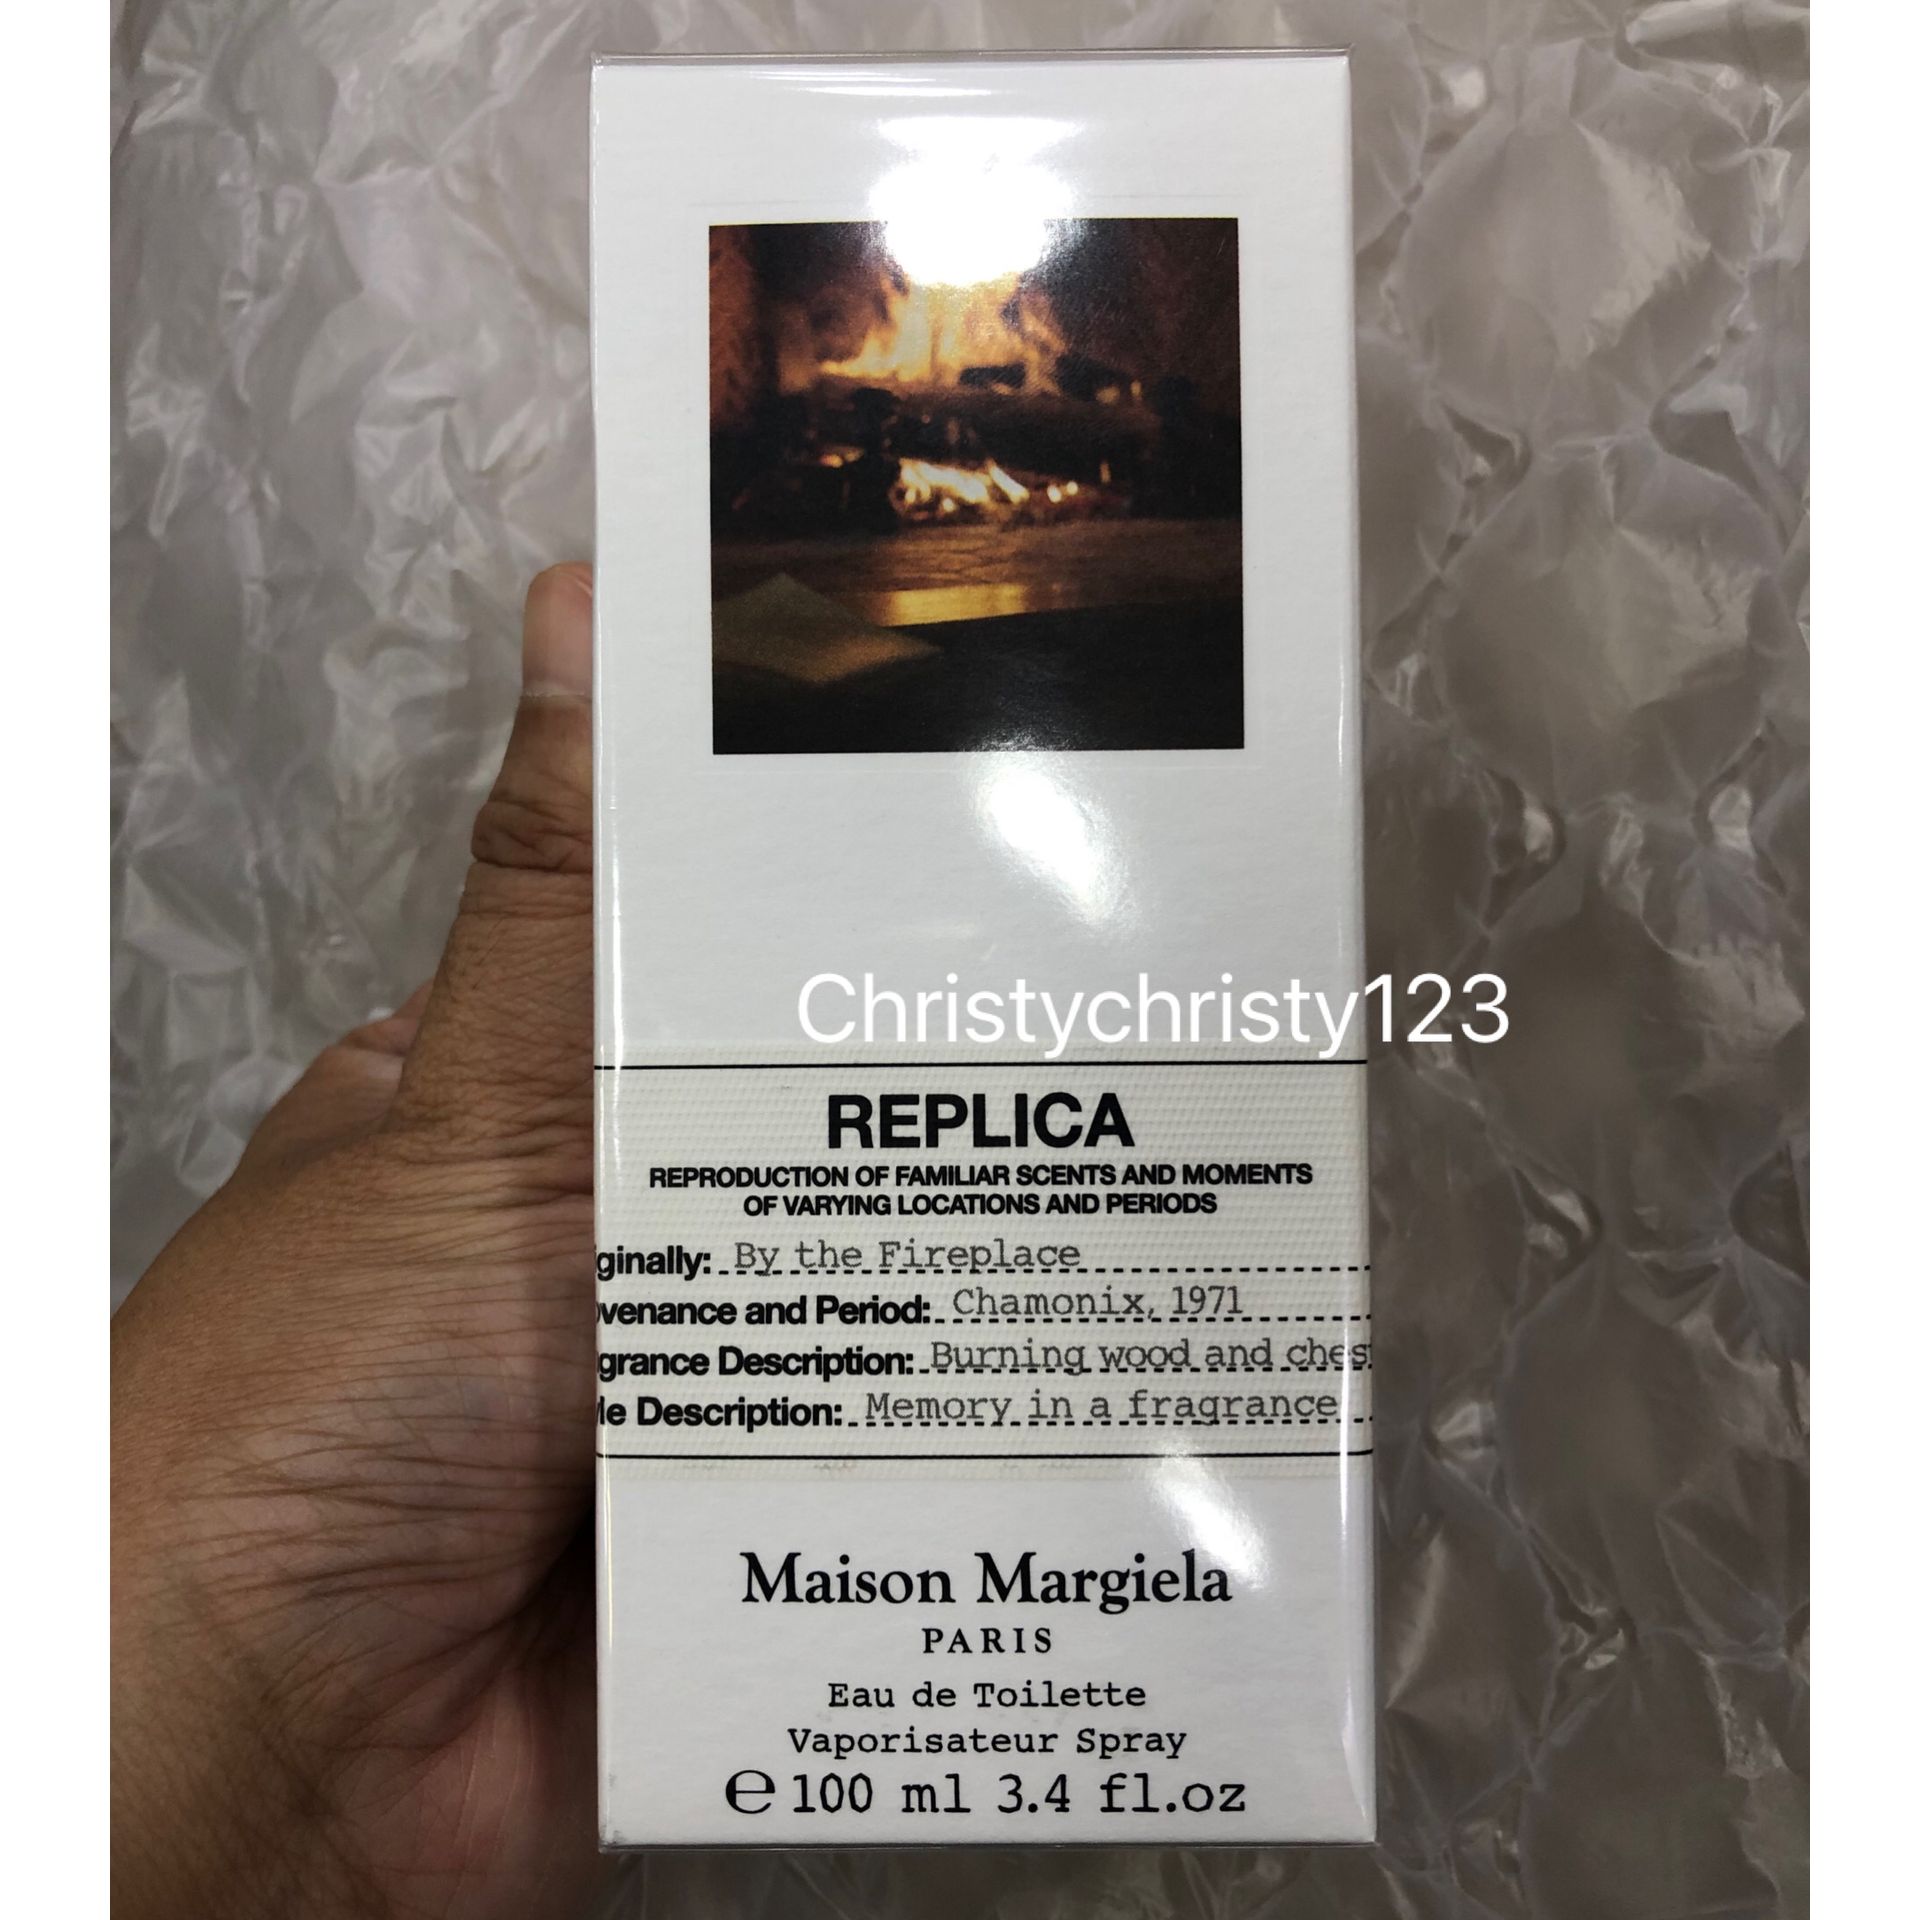 Christychristy123
REPLICA
REPRODUCTION OF FAMILIAR SCENTS AND MOMENTS
OF VARYING LOCATIONS AND PERIODS
ginally: By the Fireplace
venance and Period: Chamonix, 1971
grance Description: Burning wood and ches
le Description: Memory in a fragrance
Maison Margiela
PARIS
Eau de Toilette
Vaporisateur Spray
℮ 100 ml 3.4 fl.oz